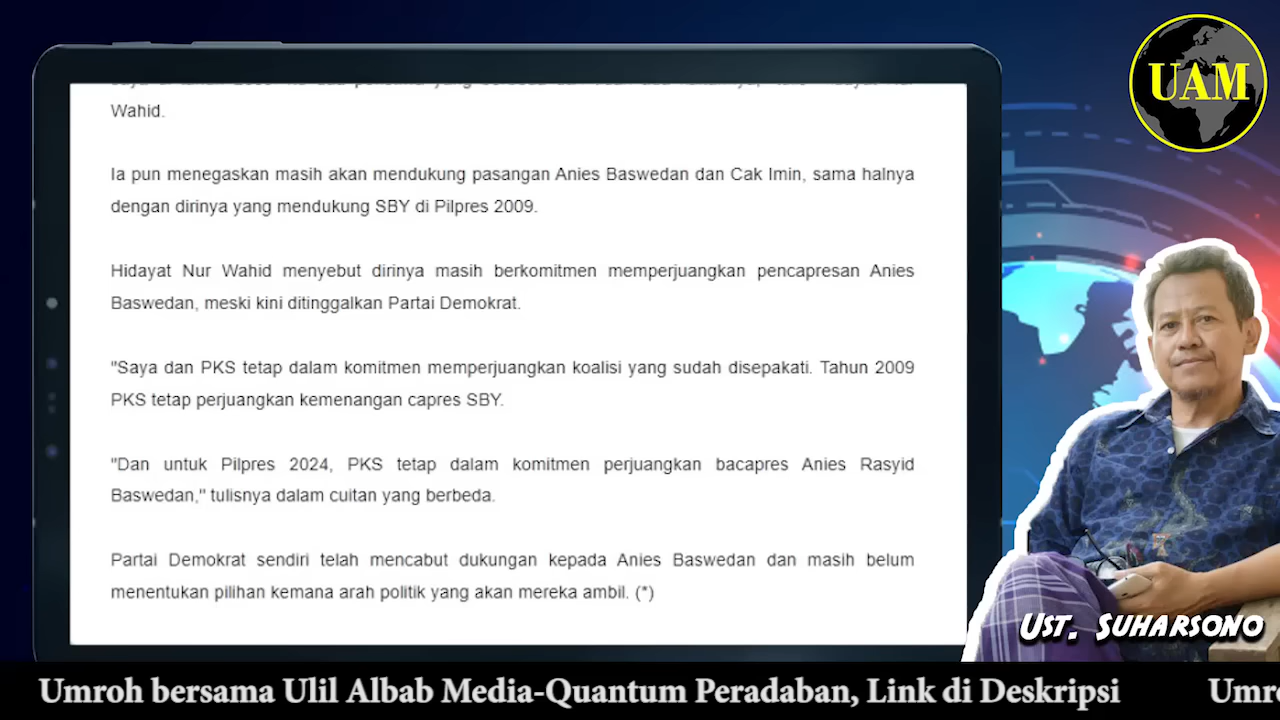 Wahid.
Ia pun menegaskan masih akan mendukung pasangan Anies Baswedan dan Cak Imin, sama halnya
dengan dirinya yang mendukung SBY di Pilpres 2009.
Hidayat Nur Wahid menyebut dirinya masih berkomitmen memperjuangkan pencapresan Anies
Baswedan, meski kini ditinggalkan Partai Demokrat.
"Saya dan PKS tetap dalam komitmen memperjuangkan koalisi yang sudah disepakati. Tahun 2009
PKS tetap perjuangkan kemenangan capres SBY.
"Dan untuk Pilpres 2024, PKS tetap dalam komitmen perjuangkan bacapres Anies Rasyid
Baswedan," tulisnya dalam cuitan yang berbeda.
Partai Demokrat sendiri telah mencabut dukungan kepada Anies Baswedan dan masih belum
menentukan pilihan kemana arah politik yang akan mereka ambil. (*)
UAM
UST. SUHARSONO
Umroh bersama Ulil Albab Media-Quantum Peradaban, Link di Deskripsi